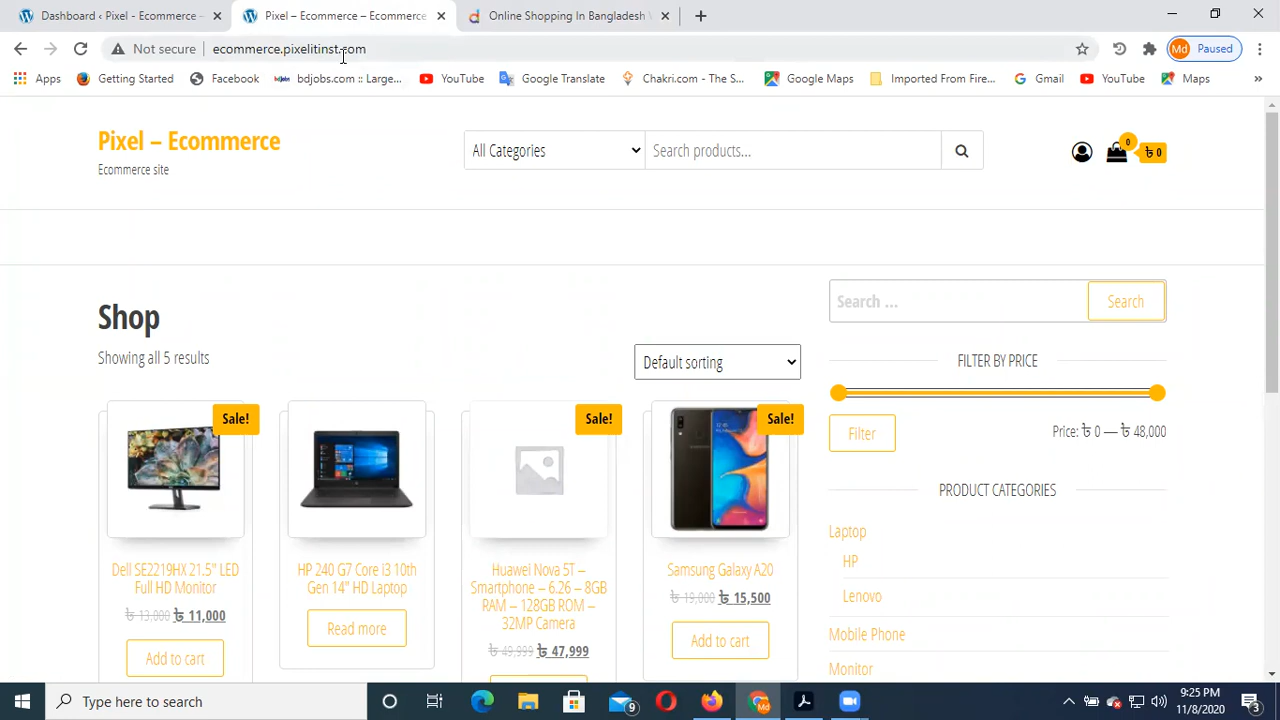 Dashboard ‹ Pixel - Ecommerce –
Pixel – Ecommerce – Ecommerce
Online Shopping In Bangladesh
Not secure
ecommerce.pixelitinst.com
Paused
Apps
Getting Started
Facebook
bdjobs.com :: Large...
YouTube
Google Translate
Chakri.com - The S...
Google Maps
Imported From Fire...
Gmail
YouTube
Maps
»
Pixel – Ecommerce
Ecommerce site
All Categories
Search products...
0
৳ 0
Shop
Showing all 5 results
Default sorting
Search ...
Search
FILTER BY PRICE
Filter
Price: ৳ 0 — ৳ 48,000
PRODUCT CATEGORIES
Laptop
HP
Lenovo
Mobile Phone
Monitor
Sale!
Dell SE2219HX 21.5" LED
Full HD Monitor
৳ 13,000 ৳ 11,000
Add to cart
HP 240 G7 Core i3 10th
Gen 14" HD Laptop
Read more
Sale!
Huawei Nova 5T –
Smartphone – 6.26 – 8GB
RAM – 128GB ROM –
32MP Camera
৳ 49,999 ৳ 47,999
Sale!
Samsung Galaxy A20
৳ 19,000 ৳ 15,500
Add to cart
Type here to search
9
9:25 PM
11/8/2020
3